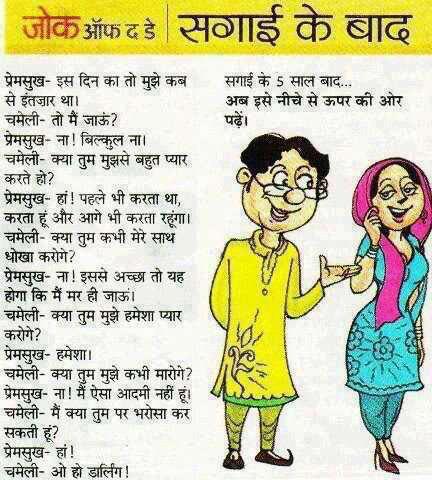 जोक ऑफ द डे
सगाई के बाद
प्रेमसुख- इस दिन का तो मुझे कब
से इंतजार था।
चमेली- तो मैं जाऊं?
प्रेमसुख- ना! बिल्कुल ना।
चमेली- क्या तुम मुझसे बहुत प्यार
करते हो?
प्रेमसुख- हां! पहले भी करता था,
करता हूं और आगे भी करता रहूंगा।
चमेली- क्या तुम कभी मेरे साथ
धोखा करोगे?
प्रेमसुख- ना! इससे अच्छा तो यह
होगा कि मैं मर ही जाऊं।
चमेली- क्या तुम मुझे हमेशा प्यार
करोगे?
प्रेमसुख- हमेशा।
चमेली- क्या तुम मुझे कभी मारोगे?
प्रेमसुख- ना! मैं ऐसा आदमी नहीं हूं।
चमेली- मैं क्या तुम पर भरोसा कर
सकती हूं?
प्रेमसुख- हां!
चमेली- ओ हो डार्लिंग!
सगाई के 5 साल बाद...
अब इसे नीचे से ऊपर की ओर
पढ़ें।